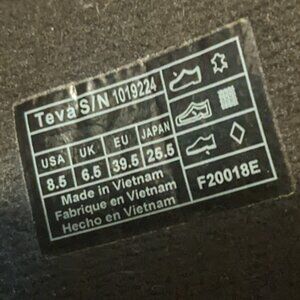 Teva S/N 1019224
USA UK EU JAPAN
8.5 6.5 39.5 25.5
Made in Vietnam
Fabrique en Vietnam
Hecho en Vietnam
F20018E